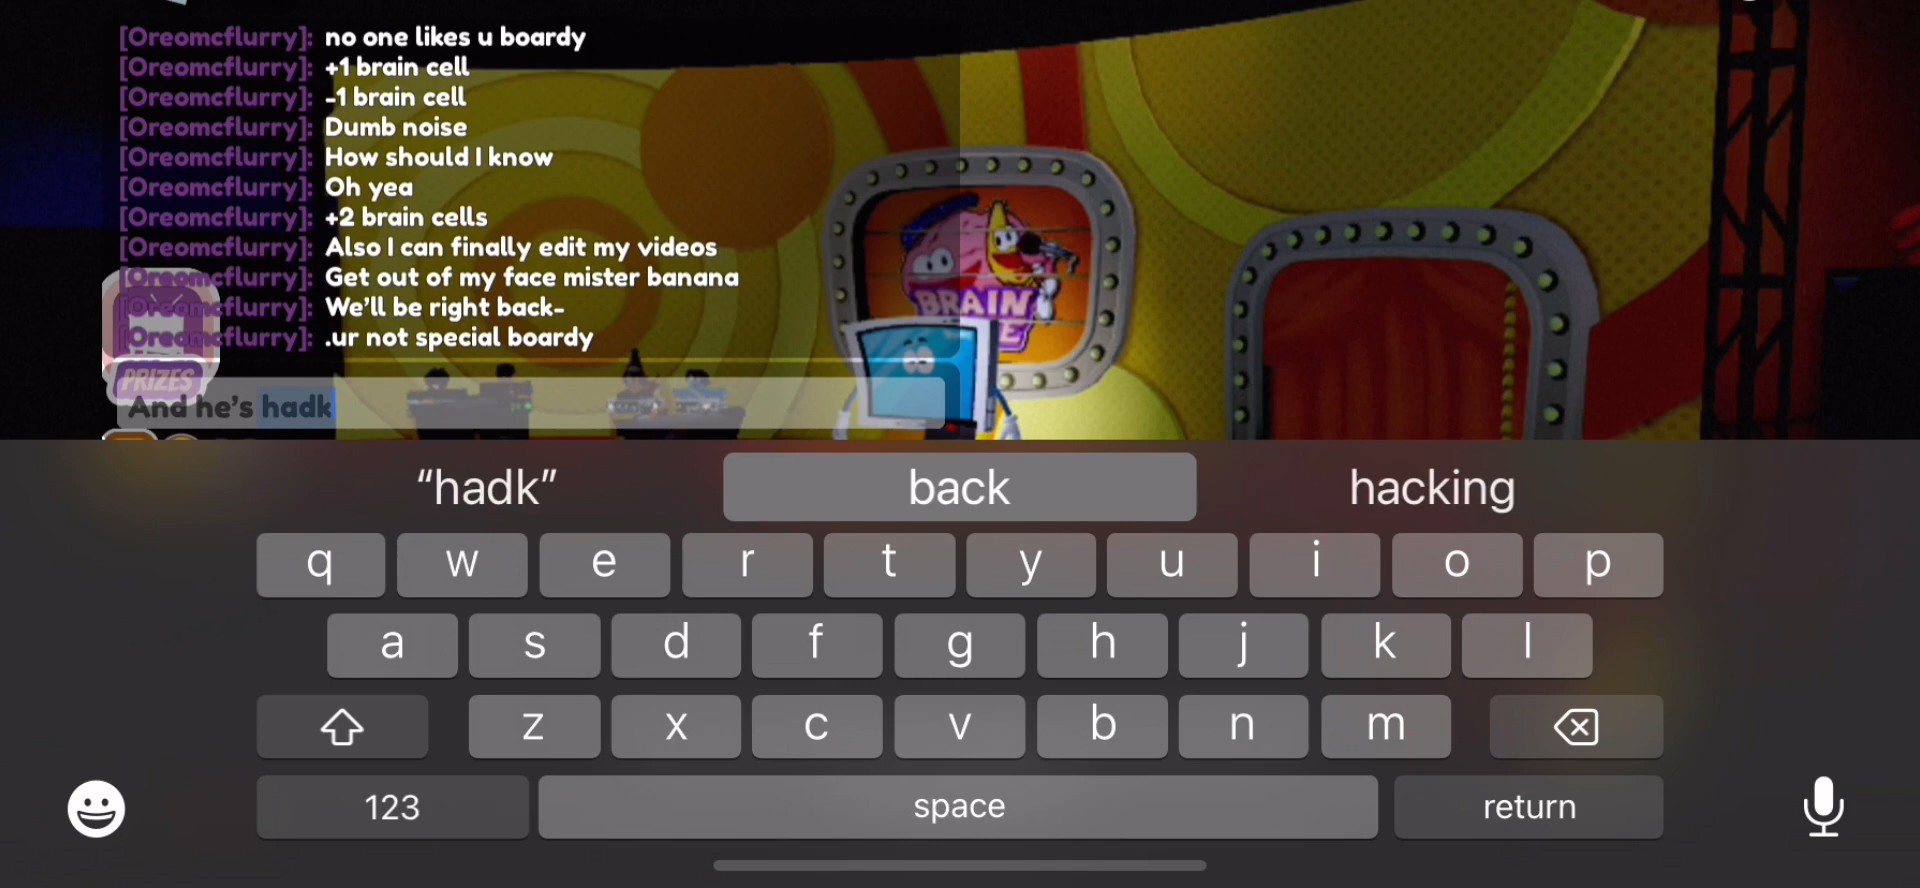 [Oreomcflurry]: no one likes u boardy
[Oreomcflurry]: +1 brain cell
[Oreomcflurry]: -1 brain cell
[Oreomcflurry]: Dumb noise
[Oreomcflurry]: How should I know
[Oreomcflurry]: Oh yea
[Oreomcflurry]: +2 brain cells
[Oreomcflurry]: Also I can finally edit my videos
[Oreomcflurry]: Get out of my face mister banana
[Oreomcflurry]: We'll be right back-
[Oreomcflurry]: .ur not special boardy
PRIZES
And he's hadk
BRAIN
"hadk" back hacking
q w e r t y u i o p
a s d f g h j k l
z x c v b n m
123 space return